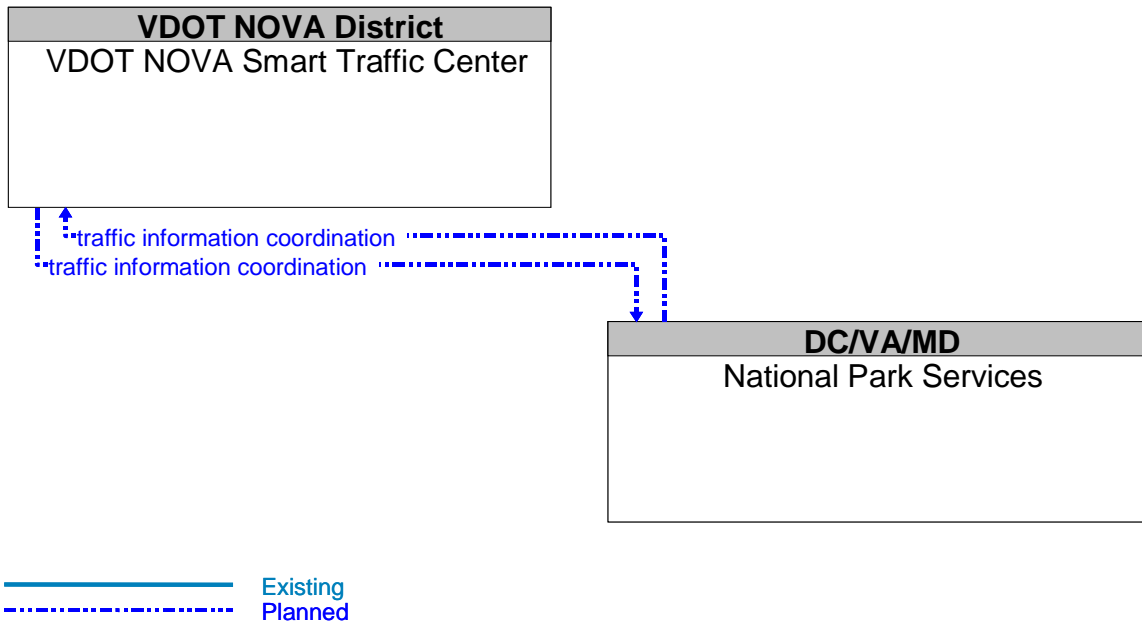 VDOT NOVA District
VDOT NOVA Smart Traffic Center
traffic information coordination
traffic information coordination
DC/VA/MD
National Park Services
Existing
Planned